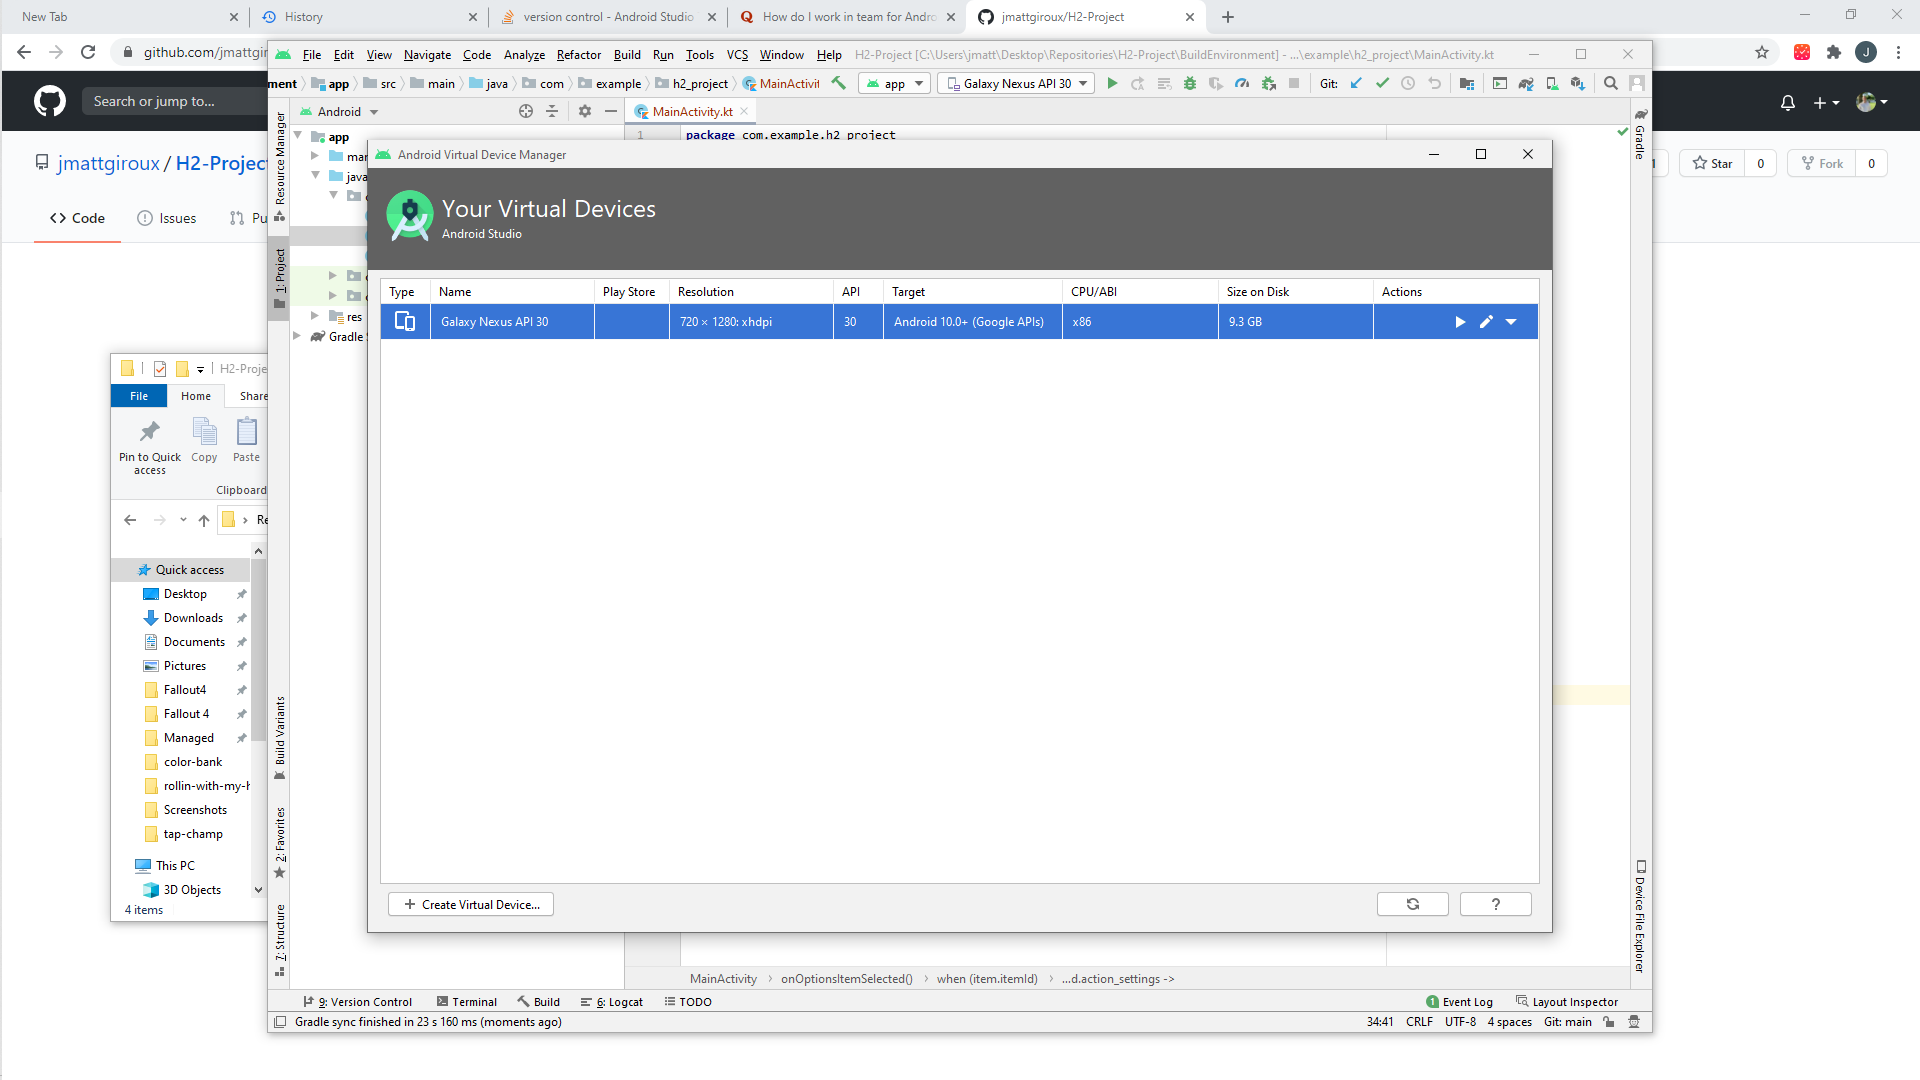 New Tab
History
version control - Android Studio
How do I work in team for Andro
jmattgiroux/H2-Project
github.com/jmattgir
File Edit View Navigate Code Analyze Refactor Build Run Tools VCS Window Help H2-Project [C:\Users\jmatt\Desktop\Repositories\H2-Project\BuildEnvironment] - ...\example\h2_project\MainActivity.kt
ment app src main java com example h2_project MainActivit app Galaxy Nexus API 30 Git:
Search or jump to...
Android MainActivity.kt
1 package com.example.h2_project
Resource Manager
Gradle
jmattgiroux / H2-Project
1 Star 0 Fork 0
Code Issues Pu
app
java
res
Gradle
1: Project
Android Virtual Device Manager
Your Virtual Devices
Android Studio
Type Name Play Store Resolution API Target CPU/ABI Size on Disk Actions
Galaxy Nexus API 30 720 × 1280: xhdpi 30 Android 10.0+ (Google APIs) x86 9.3 GB
H2-Proje
File Home Share
Pin to Quick access
Copy
Paste
Clipboard
Re
Quick access
Desktop
Downloads
Documents
Pictures
Fallout4
Fallout 4
Managed
color-bank
rollin-with-my-h
Screenshots
tap-champ
This PC
3D Objects
4 items
Build Variants
2: Favorites
7: Structure
Device File Explorer
+ Create Virtual Device...
?
MainActivity › onOptionsItemSelected() › when (item.itemId) › ...d.action_settings ->
9: Version Control Terminal Build 6: Logcat TODO
1 Event Log Layout Inspector
Gradle sync finished in 23 s 160 ms (moments ago)
34:41 CRLF UTF-8 4 spaces Git: main